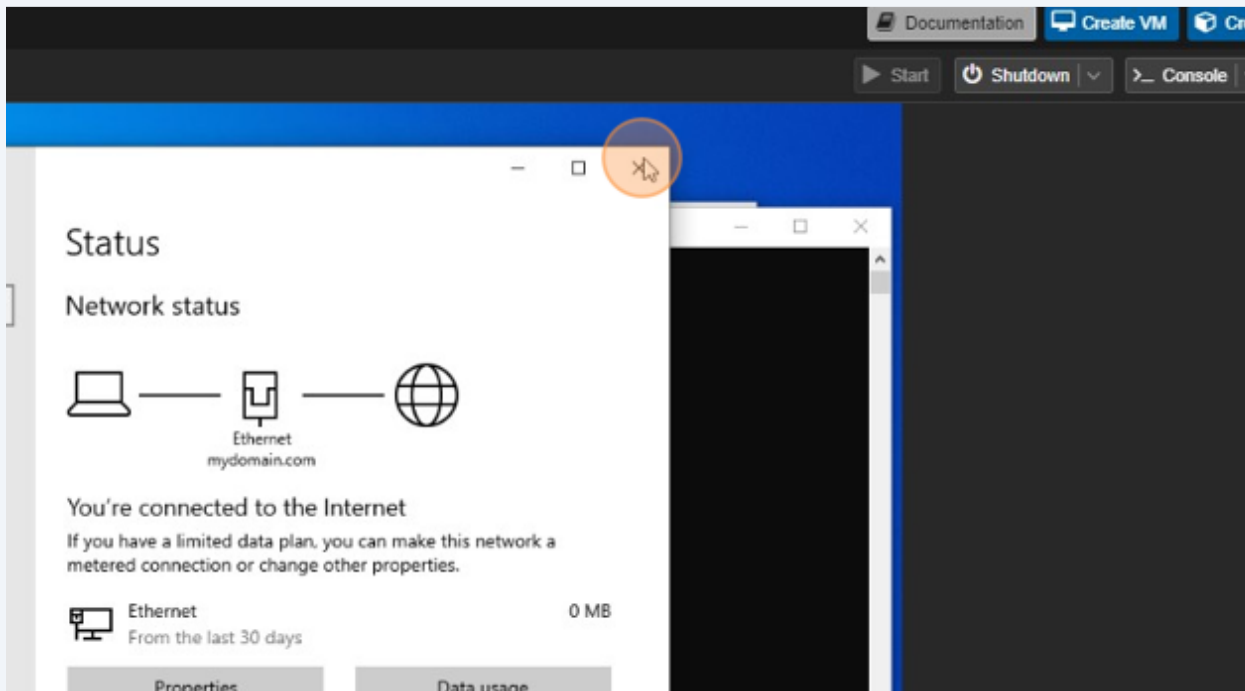 Documentation Create VM Cr
Start Shutdown >_ Console
Status
Network status
Ethernet
mydomain.com
You're connected to the Internet
If you have a limited data plan, you can make this network a
metered connection or change other properties.
Ethernet 0 MB
From the last 30 days
Properties Data usage